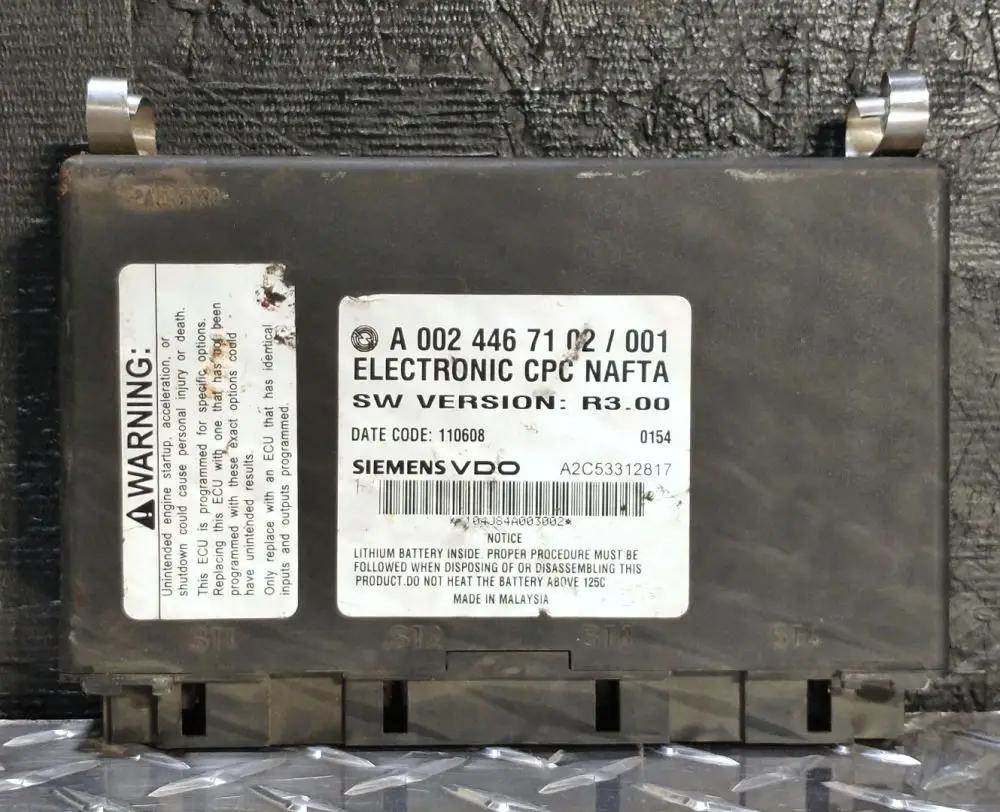 WARNING:
Unintended engine startup, acceleration, or
shutdown could cause personal injury or death.
This ECU is programmed for specific options.
Replacing this ECU with one that has not been
programmed with these exact options could
have unintended results.
Only replace with an ECU that has identical
inputs and outputs programmed.
A 002 446 71 02 / 001
ELECTRONIC CPC NAFTA
SW VERSION: R3.00
DATE CODE: 110608 0154
SIEMENS VDO A2C53312817
104J84A003002*
NOTICE
LITHIUM BATTERY INSIDE. PROPER PROCEDURE MUST BE
FOLLOWED WHEN DISPOSING OF OR DISASSEMBLING THIS
PRODUCT.DO NOT HEAT THE BATTERY ABOVE 125C
MADE IN MALAYSIA